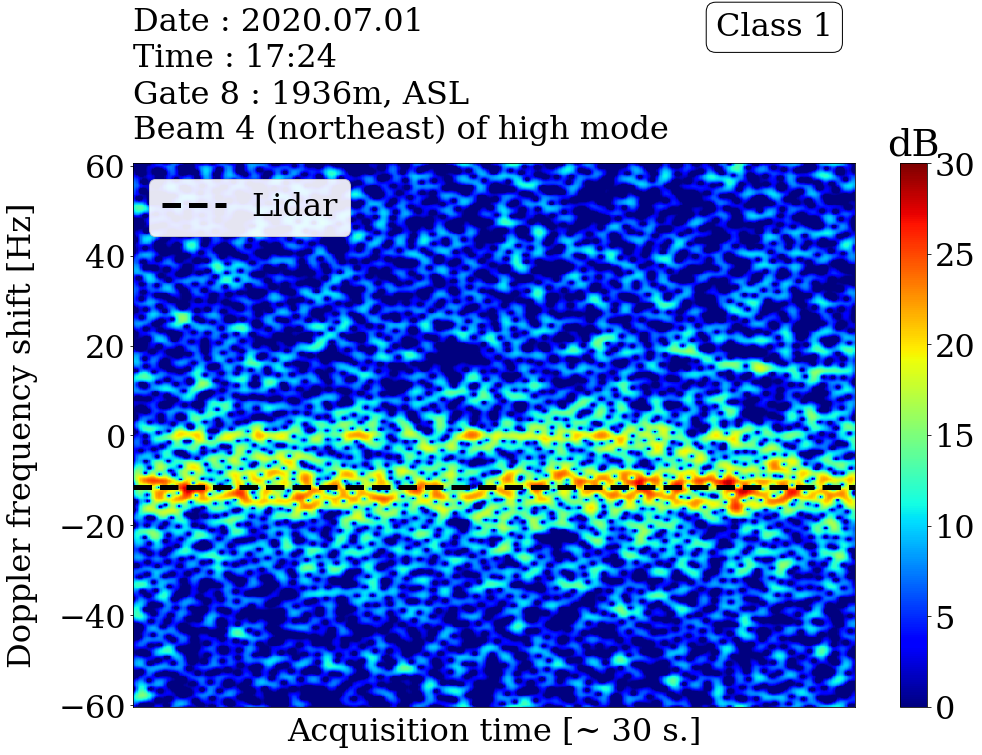 Date : 2020.07.01
Time : 17:24
Gate 8 : 1936m, ASL
Beam 4 (northeast) of high mode
Class 1
dB
Lidar
Doppler frequency shift [Hz]
60
40
20
0
−20
−40
−60
30
25
20
15
10
5
0
Acquisition time [~ 30 s.]